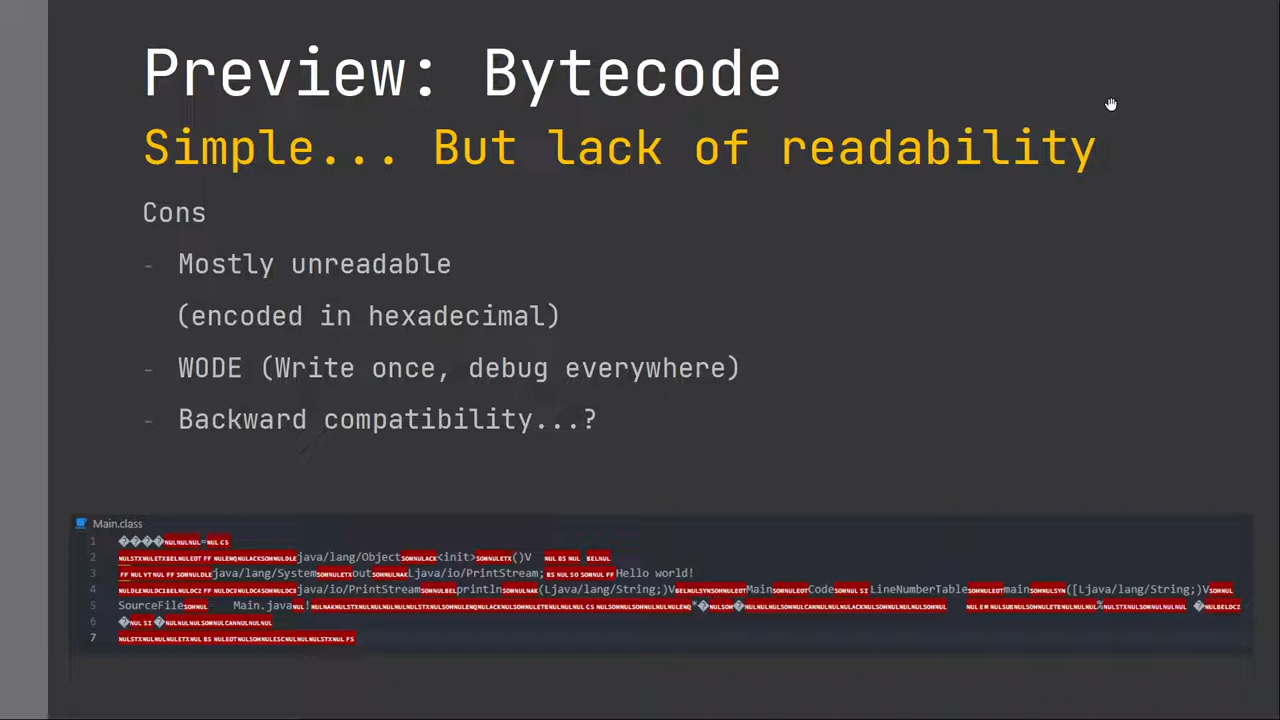 Preview: Bytecode
Simple... But lack of readability
Cons
- Mostly unreadable
(encoded in hexadecimal)
- WODE (Write once, debug everywhere)
- Backward compatibility...?
Main.class
1 ����NULNULNUL=NUL CS
2 java/lang/Object <init> ()V
3 java/lang/System out Ljava/io/PrintStream; Hello world!
4 java/io/PrintStream println (Ljava/lang/String;)V Main Code LineNumberTable main ([Ljava/lang/String;)V
5 SourceFile Main.java
6
7